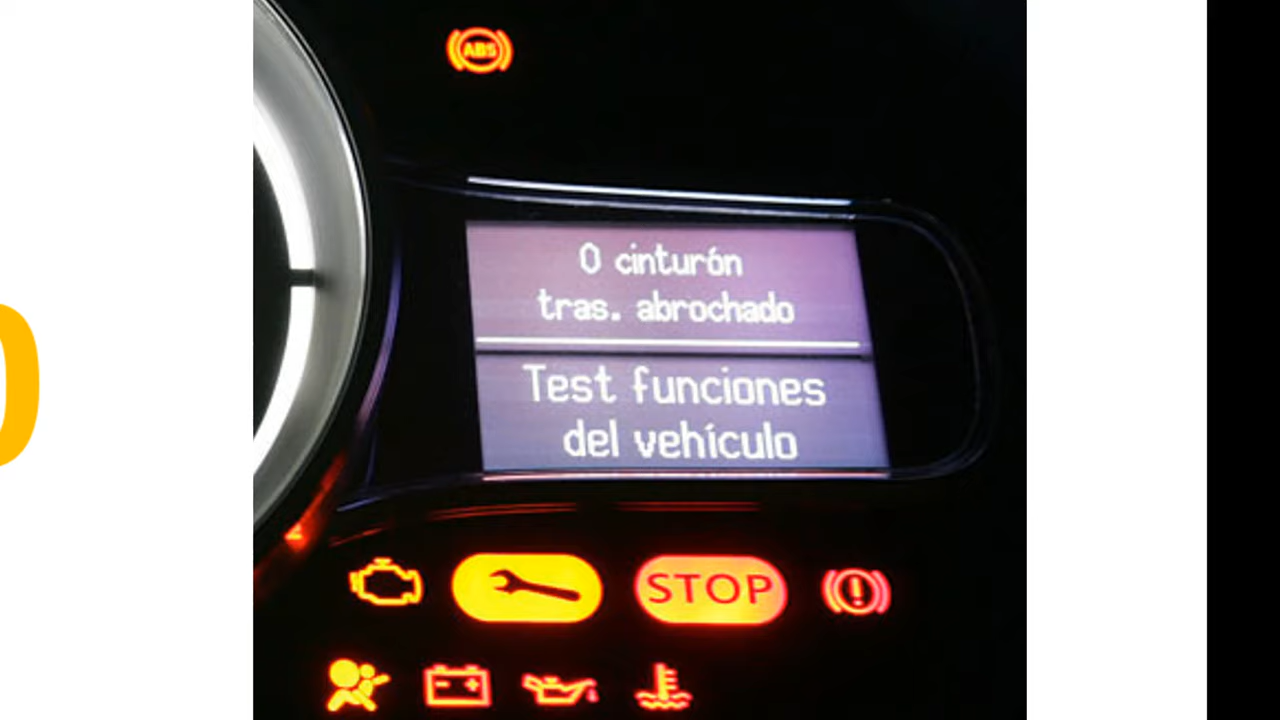 ABS
0 cinturón
tras. abrochado
Test funciones
del vehículo
STOP